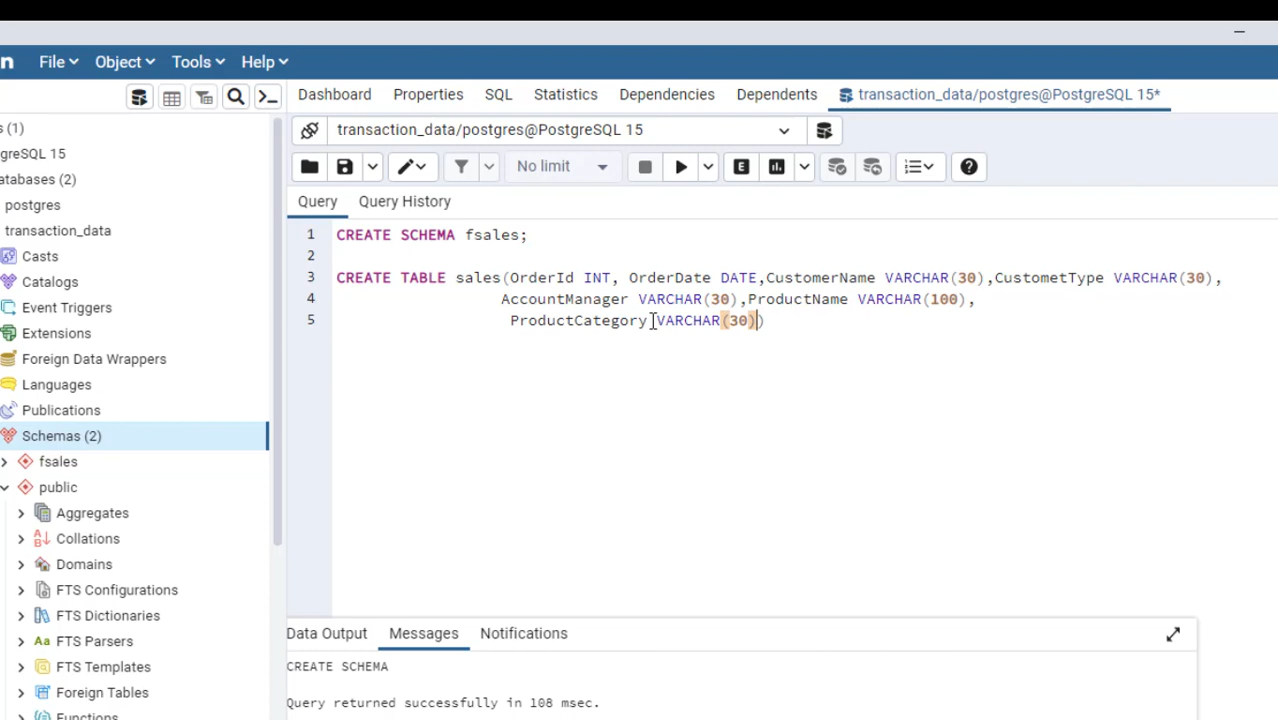 n File Object Tools Help
Dashboard Properties SQL Statistics Dependencies Dependents transaction_data/postgres@PostgreSQL 15*
s (1)
greSQL 15
atabases (2)
postgres
transaction_data
Casts
Catalogs
Event Triggers
Extensions
Foreign Data Wrappers
Languages
Publications
Schemas (2)
fsales
public
Aggregates
Collations
Domains
FTS Configurations
FTS Dictionaries
Aa FTS Parsers
FTS Templates
Foreign Tables
Functions
transaction_data/postgres@PostgreSQL 15
No limit E
Query Query History
1 CREATE SCHEMA fsales;
2
3 CREATE TABLE sales(OrderId INT, OrderDate DATE,CustomerName VARCHAR(30),CustometType VARCHAR(30),
4 AccountManager VARCHAR(30),ProductName VARCHAR(100),
5 ProductCategory VARCHAR(30))
Data Output Messages Notifications
CREATE SCHEMA
Query returned successfully in 108 msec.